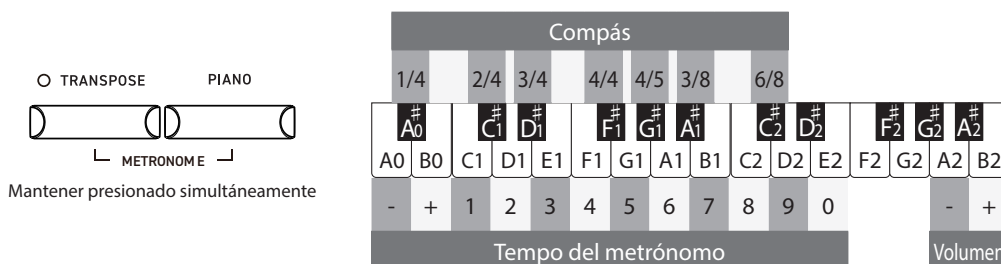 Compás
1/4 2/4 3/4 4/4 4/5 3/8 6/8
TRANSPOSE PIANO
METRONOME
Mantener presionado simultáneamente
A♯0 C♯1 D♯1 F♯1 G♯1 A♯1 C♯2 D♯2 F♯2 G♯2 A♯2
A0 B0 C1 D1 E1 F1 G1 A1 B1 C2 D2 E2 F2 G2 A2 B2
- + 1 2 3 4 5 6 7 8 9 0 - +
Tempo del metrónomo Volumen